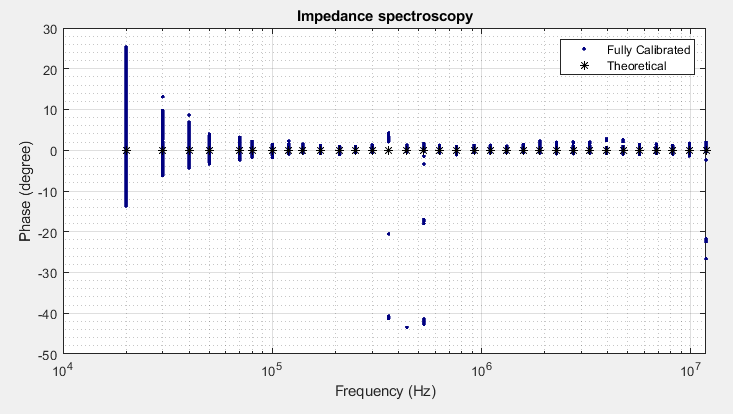 Impedance spectroscopy
Fully Calibrated
Theoretical
Phase (degree)
30
20
10
0
-10
-20
-30
-40
-50
10^4
10^5
10^6
10^7
Frequency (Hz)